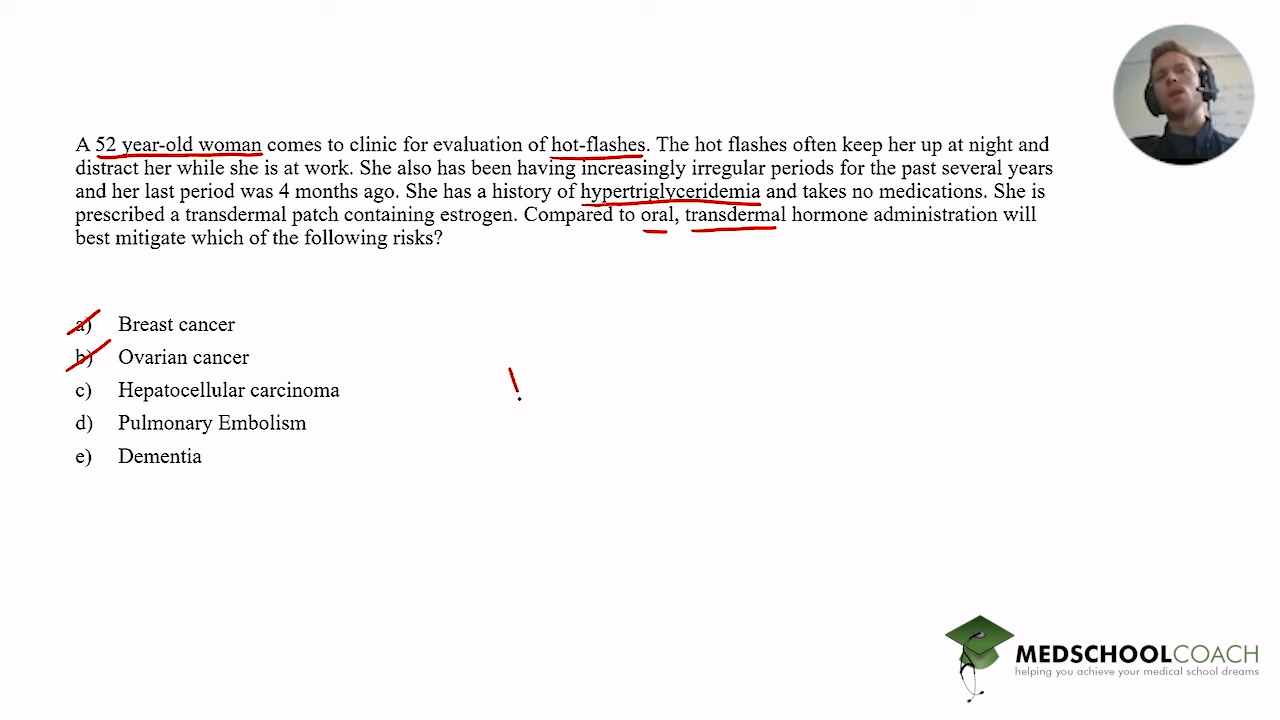 A 52 year-old woman comes to clinic for evaluation of hot-flashes. The hot flashes often keep her up at night and
distract her while she is at work. She also has been having increasingly irregular periods for the past several years
and her last period was 4 months ago. She has a history of hypertriglyceridemia and takes no medications. She is
prescribed a transdermal patch containing estrogen. Compared to oral, transdermal hormone administration will
best mitigate which of the following risks?
a) Breast cancer
b) Ovarian cancer
c) Hepatocellular carcinoma
d) Pulmonary Embolism
e) Dementia
MEDSCHOOLCOACH
helping you achieve your medical school dreams